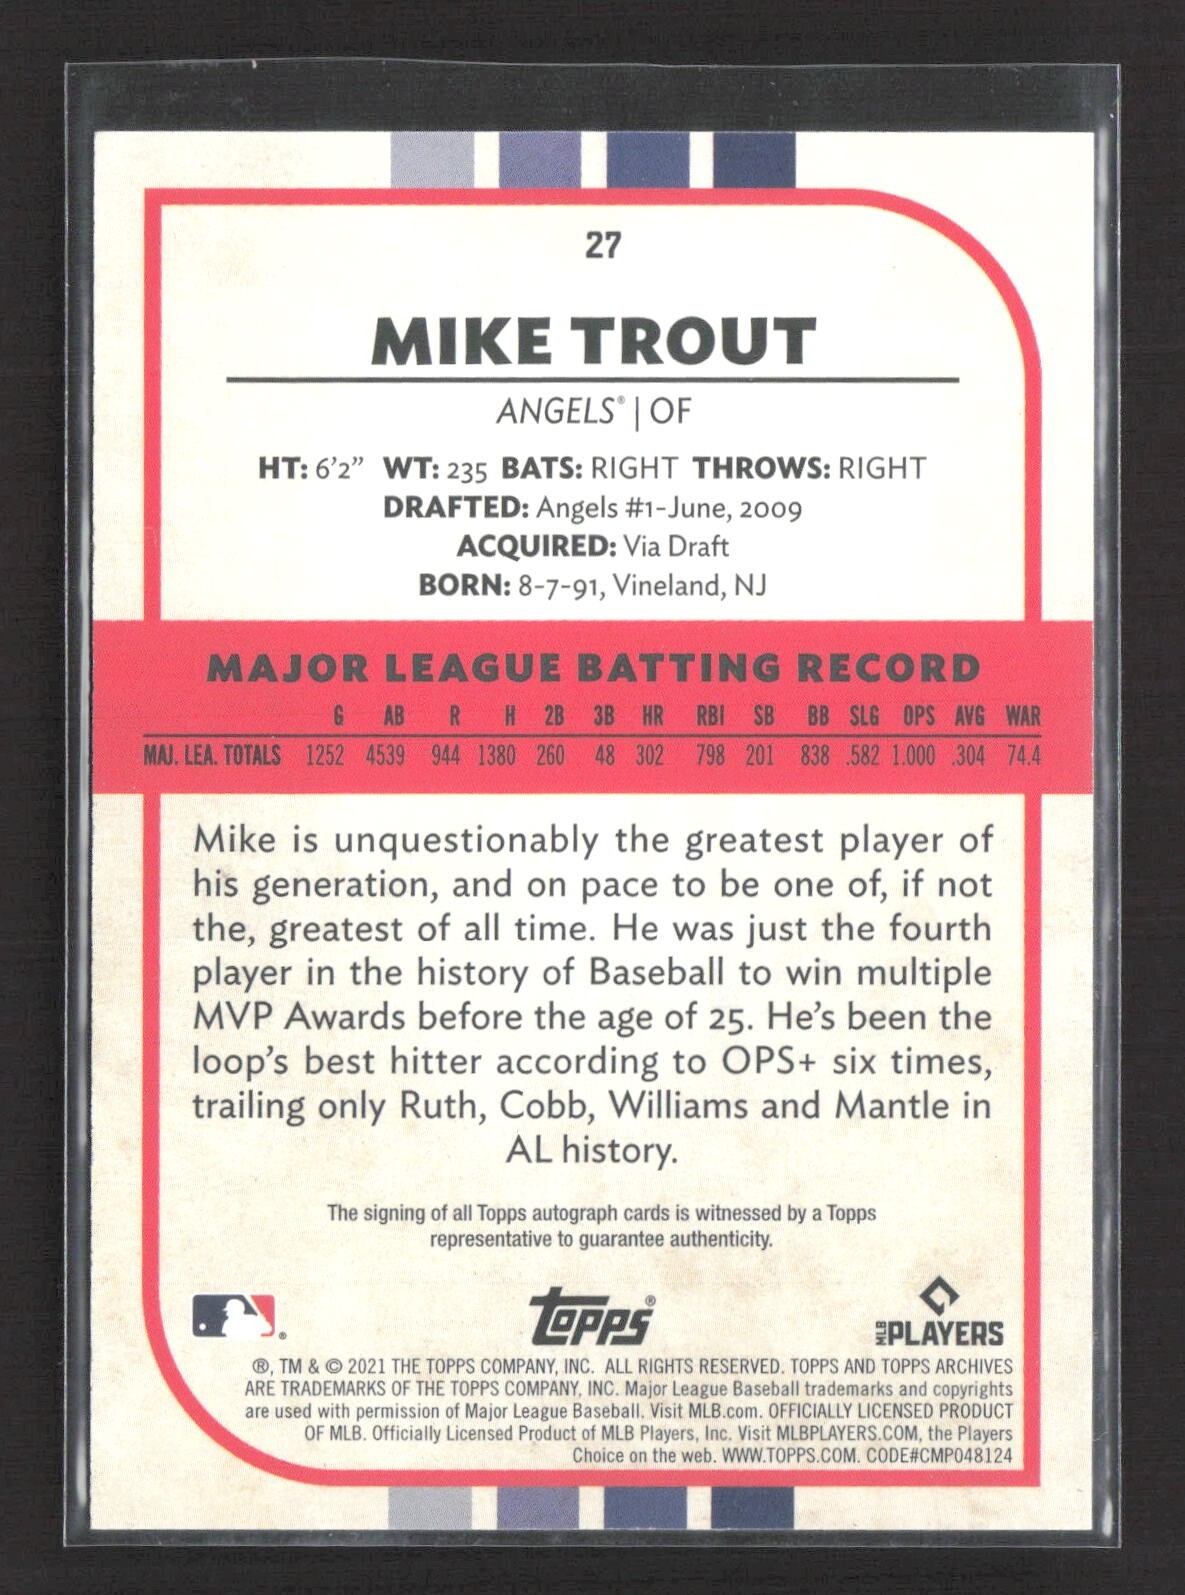 27
MIKE TROUT
ANGELS® | OF
HT: 6'2" WT: 235 BATS: RIGHT THROWS: RIGHT
DRAFTED: Angels #1-June, 2009
ACQUIRED: Via Draft
BORN: 8-7-91, Vineland, NJ
MAJOR LEAGUE BATTING RECORD
G AB R H 2B 3B HR RBI SB BB SLG OPS AVG WAR
MAJ. LEA. TOTALS 1252 4539 944 1380 260 48 302 798 201 838 .582 1.000 .304 74.4
Mike is unquestionably the greatest player of
his generation, and on pace to be one of, if not
the, greatest of all time. He was just the fourth
player in the history of Baseball to win multiple
MVP Awards before the age of 25. He's been the
loop's best hitter according to OPS+ six times,
trailing only Ruth, Cobb, Williams and Mantle in
AL history.
The signing of all Topps autograph cards is witnessed by a Topps
representative to guarantee authenticity.
®
Topps®
MLB PLAYERS
®, TM & © 2021 THE TOPPS COMPANY, INC. ALL RIGHTS RESERVED. TOPPS AND TOPPS ARCHIVES
ARE TRADEMARKS OF THE TOPPS COMPANY, INC. Major League Baseball trademarks and copyrights
are used with permission of Major League Baseball. Visit MLB.com. OFFICIALLY LICENSED PRODUCT
OF MLB. Officially Licensed Product of MLB Players, Inc. Visit MLBPLAYERS.COM, the Players
Choice on the web. WWW.TOPPS.COM. CODE#CMP048124